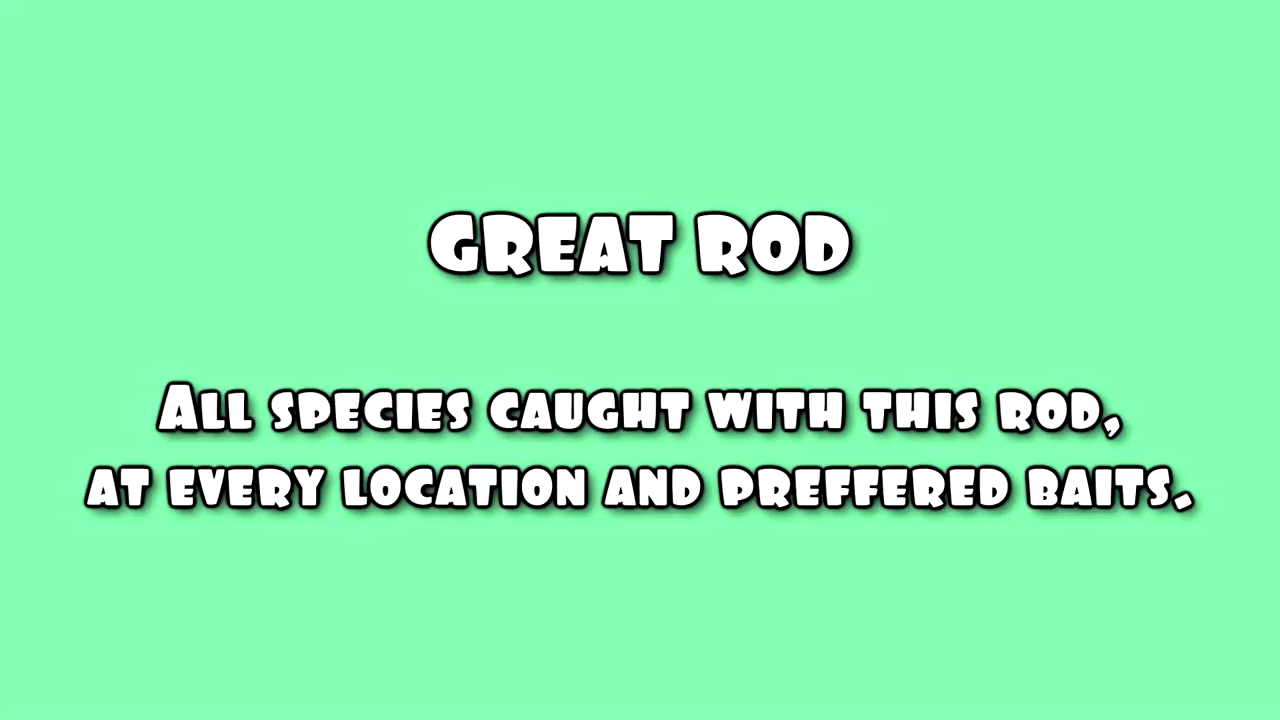 GREAT ROD
ALL SPECIES CAUGHT WITH THIS ROD,
AT EVERY LOCATION AND PREFFERED BAITS.